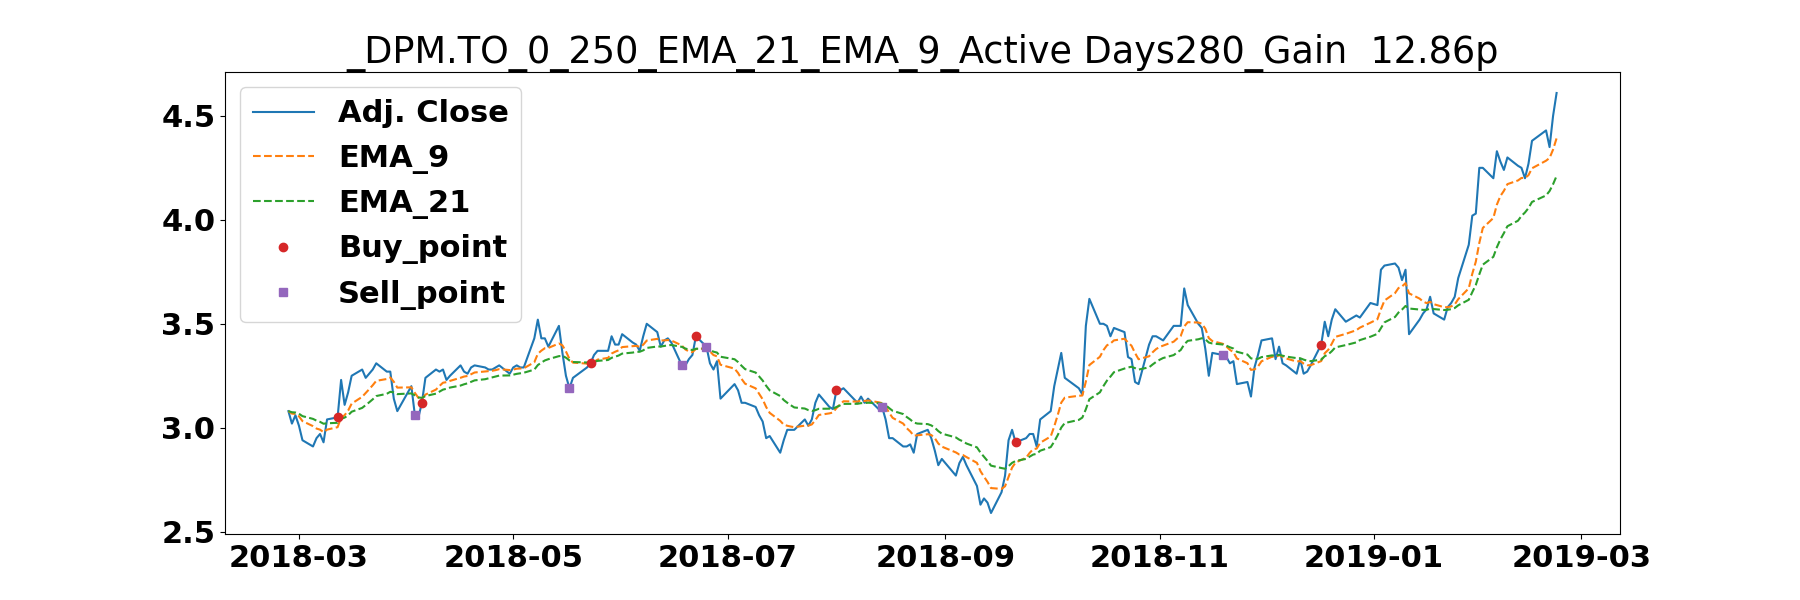 _DPM.TO_0_250_EMA_21_EMA_9_Active Days280_Gain  12.86p
Adj. Close
EMA_9
EMA_21
Buy_point
Sell_point
4.5
4.0
3.5
3.0
2.5
2018-03 2018-05 2018-07 2018-09 2018-11 2019-01 2019-03